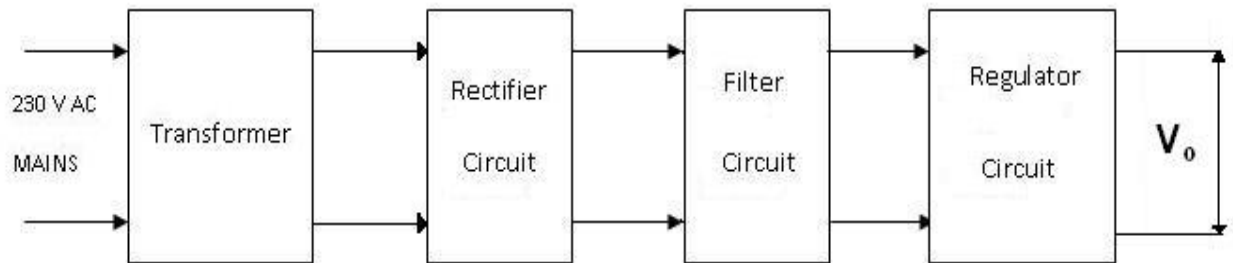 230 V AC
MAINS
Transformer
Rectifier
Circuit
Filter
Circuit
Regulator
Circuit
V₀